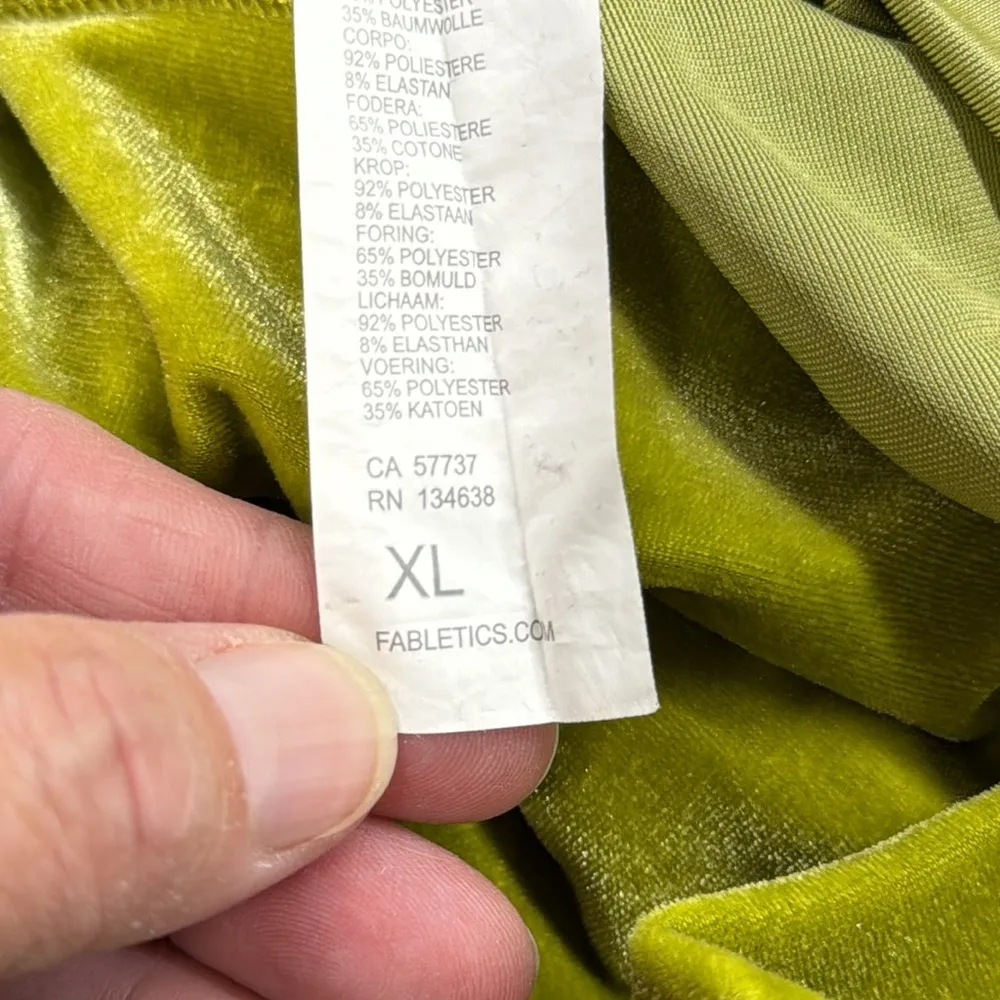 POLYESTER
35% BAUMWOLLE
CORPO:
92% POLIESTERE
8% ELASTAN
FODERA:
65% POLIESTERE
35% COTONE
KROP:
92% POLYESTER
8% ELASTAAN
FORING:
65% POLYESTER
35% BOMULD
LICHAAM:
92% POLYESTER
8% ELASTHAN
VOERING:
65% POLYESTER
35% KATOEN
CA 57737
RN 134638
XL
FABLETICS.COM